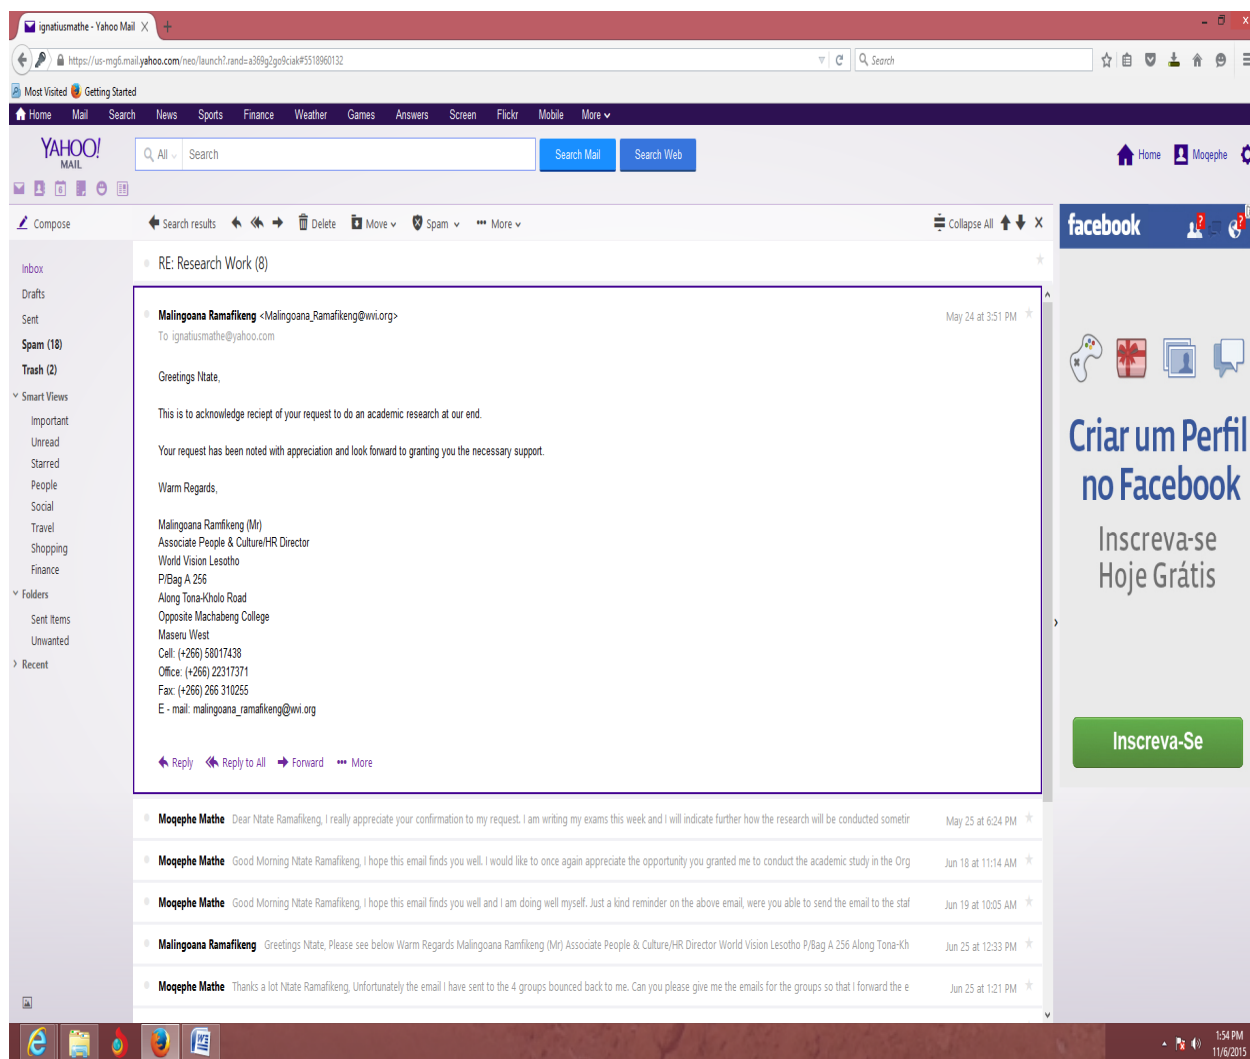 ignatiusmathe - Yahoo Mail
https://us-mg6.mail.yahoo.com/neo/launch?.rand=a369g2go9ciak#5518960132
Search
Most Visited Getting Started
Home Mail Search News Sports Finance Weather Games Answers Screen Flickr Mobile More
YAHOO!
MAIL
All Search Search Mail Search Web
Home Moqephe
Compose
Search results Delete Move Spam More Collapse All
facebook
Inbox
Drafts
Sent
Spam (18)
Trash (2)
Smart Views
Important
Unread
Starred
People
Social
Travel
Shopping
Finance
Folders
Sent Items
Unwanted
Recent
RE: Research Work (8)
Malingoana Ramafikeng <Malingoana_Ramafikeng@wvi.org> May 24 at 3:51 PM
To ignatiusmathe@yahoo.com
Greetings Ntate,
This is to acknowledge reciept of your request to do an academic research at our end.
Your request has been noted with appreciation and look forward to granting you the necessary support.
Warm Regards,
Malingoana Ramfikeng (Mr)
Associate People & Culture/HR Director
World Vision Lesotho
P/Bag A 256
Along Tona-Kholo Road
Opposite Machabeng College
Maseru West
Cell: (+266) 58017438
Office: (+266) 22317371
Fax: (+266) 266 310255
E - mail: malingoana_ramafikeng@wvi.org
Reply Reply to All Forward More
Moqephe Mathe Dear Ntate Ramafikeng, I really appreciate your confirmation to my request. I am writing my exams this week and I will indicate further how the research will be conducted sometir May 25 at 6:24 PM
Moqephe Mathe Good Morning Ntate Ramafikeng, I hope this email finds you well. I would like to once again appreciate the opportunity you granted me to conduct the academic study in the Org Jun 18 at 11:14 AM
Moqephe Mathe Good Morning Ntate Ramafikeng, I hope this email finds you well and I am doing well myself. Just a kind reminder on the above email, were you able to send the email to the staf Jun 19 at 10:05 AM
Malingoana Ramafikeng Greetings Ntate, Please see below Warm Regards Malingoana Ramfikeng (Mr) Associate People & Culture/HR Director World Vision Lesotho P/Bag A 256 Along Tona-Kh Jun 25 at 12:33 PM
Moqephe Mathe Thanks a lot Ntate Ramafikeng, Unfortunately the email I have sent to the 4 groups bounced back to me. Can you please give me the emails for the groups so that I forward the e Jun 25 at 1:21 PM
Criar um Perfil
no Facebook
Inscreva-se
Hoje Grátis
Inscreva-Se
1:54 PM
11/6/2015